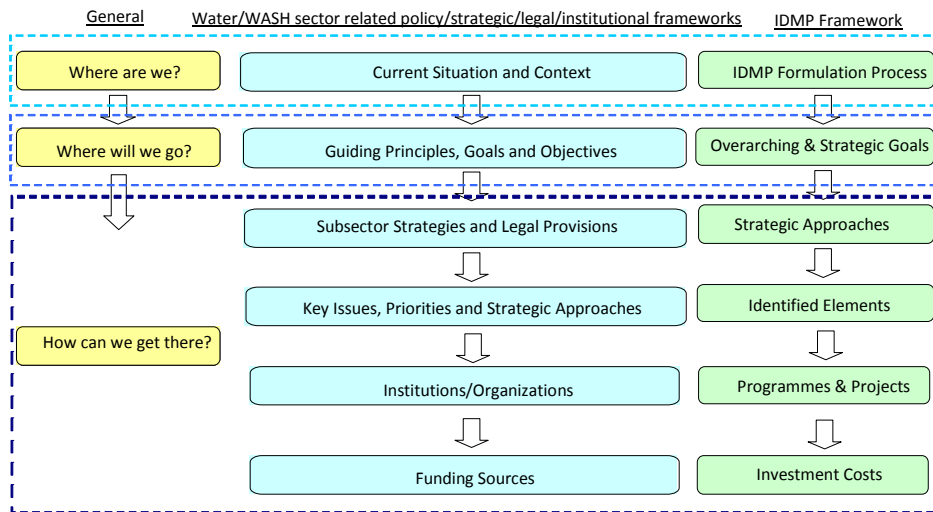 General
Water/WASH sector related policy/strategic/legal/institutional frameworks
IDMP Framework
Where are we?
Current Situation and Context
IDMP Formulation Process
Where will we go?
Guiding Principles, Goals and Objectives
Overarching & Strategic Goals
Subsector Strategies and Legal Provisions
Strategic Approaches
Key Issues, Priorities and Strategic Approaches
Identified Elements
How can we get there?
Institutions/Organizations
Programmes & Projects
Funding Sources
Investment Costs